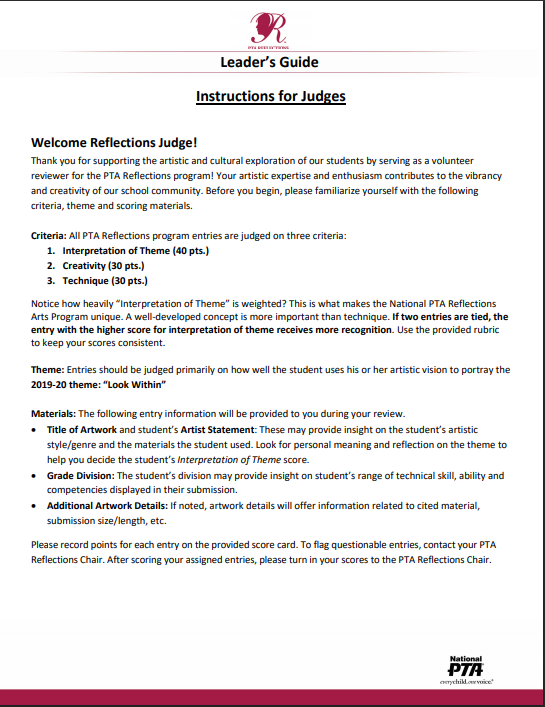 R
PTA REFLECTIONS
Leader's Guide
Instructions for Judges
Welcome Reflections Judge!
Thank you for supporting the artistic and cultural exploration of our students by serving as a volunteer
reviewer for the PTA Reflections program! Your artistic expertise and enthusiasm contributes to the vibrancy
and creativity of our school community. Before you begin, please familiarize yourself with the following
criteria, theme and scoring materials.
Criteria: All PTA Reflections program entries are judged on three criteria:
1. Interpretation of Theme (40 pts.)
2. Creativity (30 pts.)
3. Technique (30 pts.)
Notice how heavily “Interpretation of Theme” is weighted? This is what makes the National PTA Reflections
Arts Program unique. A well-developed concept is more important than technique. If two entries are tied, the
entry with the higher score for interpretation of theme receives more recognition. Use the provided rubric
to keep your scores consistent.
Theme: Entries should be judged primarily on how well the student uses his or her artistic vision to portray the
2019-20 theme: “Look Within”
Materials: The following entry information will be provided to you during your review.
• Title of Artwork and student’s Artist Statement: These may provide insight on the student’s artistic
style/genre and the materials the student used. Look for personal meaning and reflection on the theme to
help you decide the student’s Interpretation of Theme score.
• Grade Division: The student’s division may provide insight on student’s range of technical skill, ability and
competencies displayed in their submission.
• Additional Artwork Details: If noted, artwork details will offer information related to cited material,
submission size/length, etc.
Please record points for each entry on the provided score card. To flag questionable entries, contact your PTA
Reflections Chair. After scoring your assigned entries, please turn in your scores to the PTA Reflections Chair.
National
PTA
everychild.onevoice.®